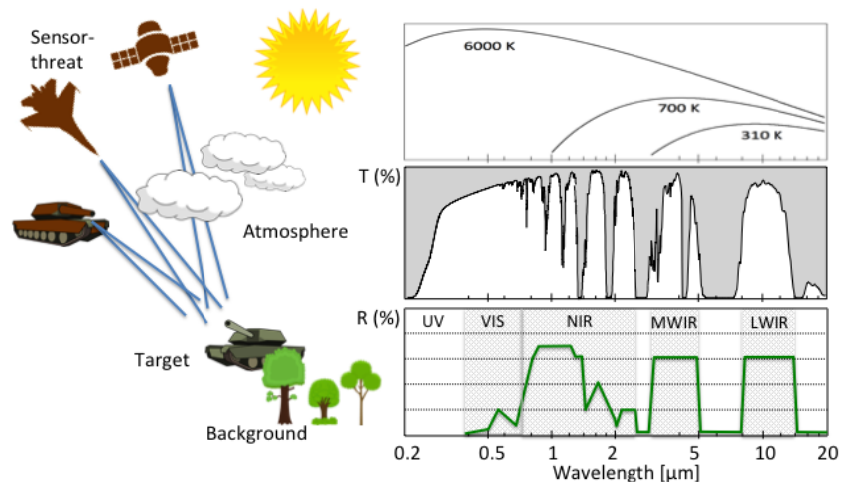 Sensor-
threat
Atmosphere
Target
Background
6000 K
700 K
310 K
T (%)
R (%)
UV VIS NIR MWIR LWIR
0.2 0.5 1 2 5 10 20
Wavelength [µm]